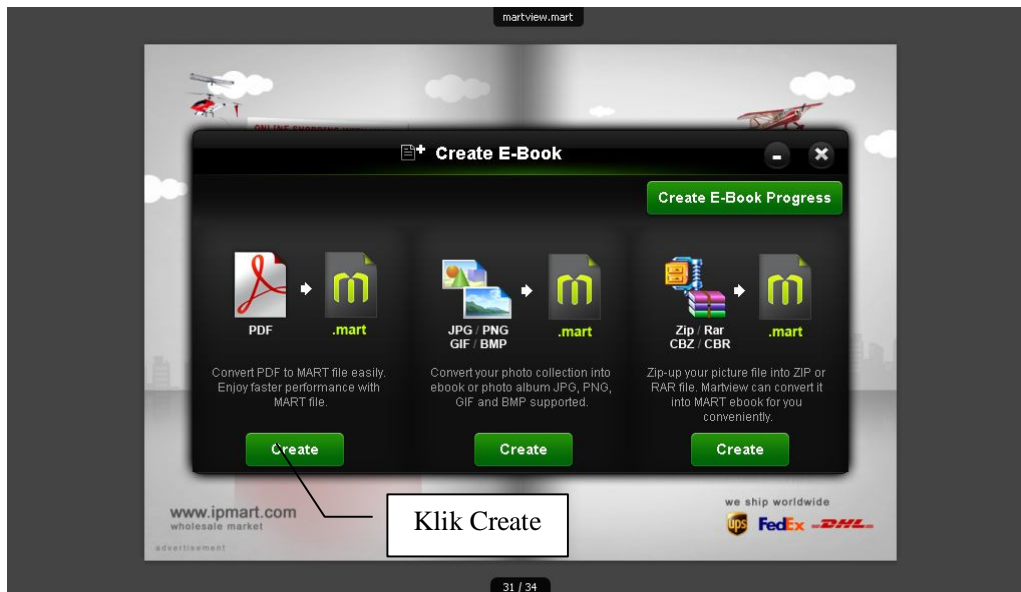 martview.mart
ONLINE SHOPPING WITH
Create E-Book
Create E-Book Progress
PDF
.mart
JPG / PNG
GIF / BMP
.mart
Zip / Rar
CBZ / CBR
.mart
Convert PDF to MART file easily.
Enjoy faster performance with
MART file.
Convert your photo collection into
ebook or photo album JPG, PNG,
GIF and BMP supported.
Zip-up your picture file into ZIP or
RAR file. Martview can convert it
into MART ebook for you
conveniently.
Create
Create
Create
Klik Create
www.ipmart.com
wholesale market
advertisement
we ship worldwide
ups FedEx DHL
31 / 34